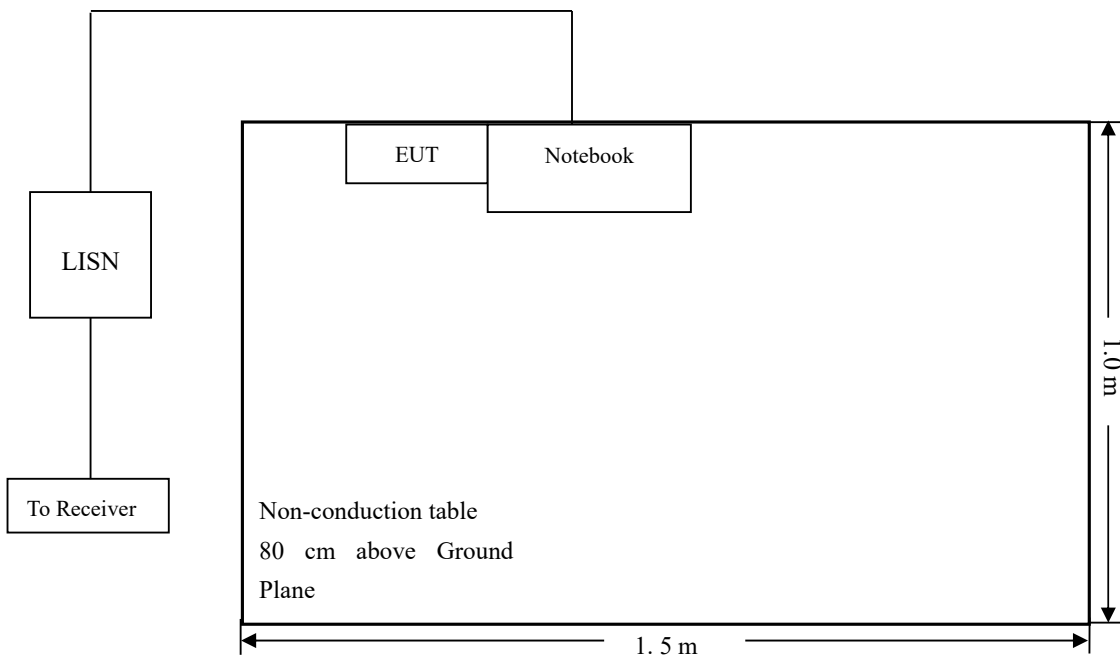 EUT
Notebook
LISN
1.0 m
To Receiver
Non-conduction table
80 cm above Ground
Plane
1. 5 m